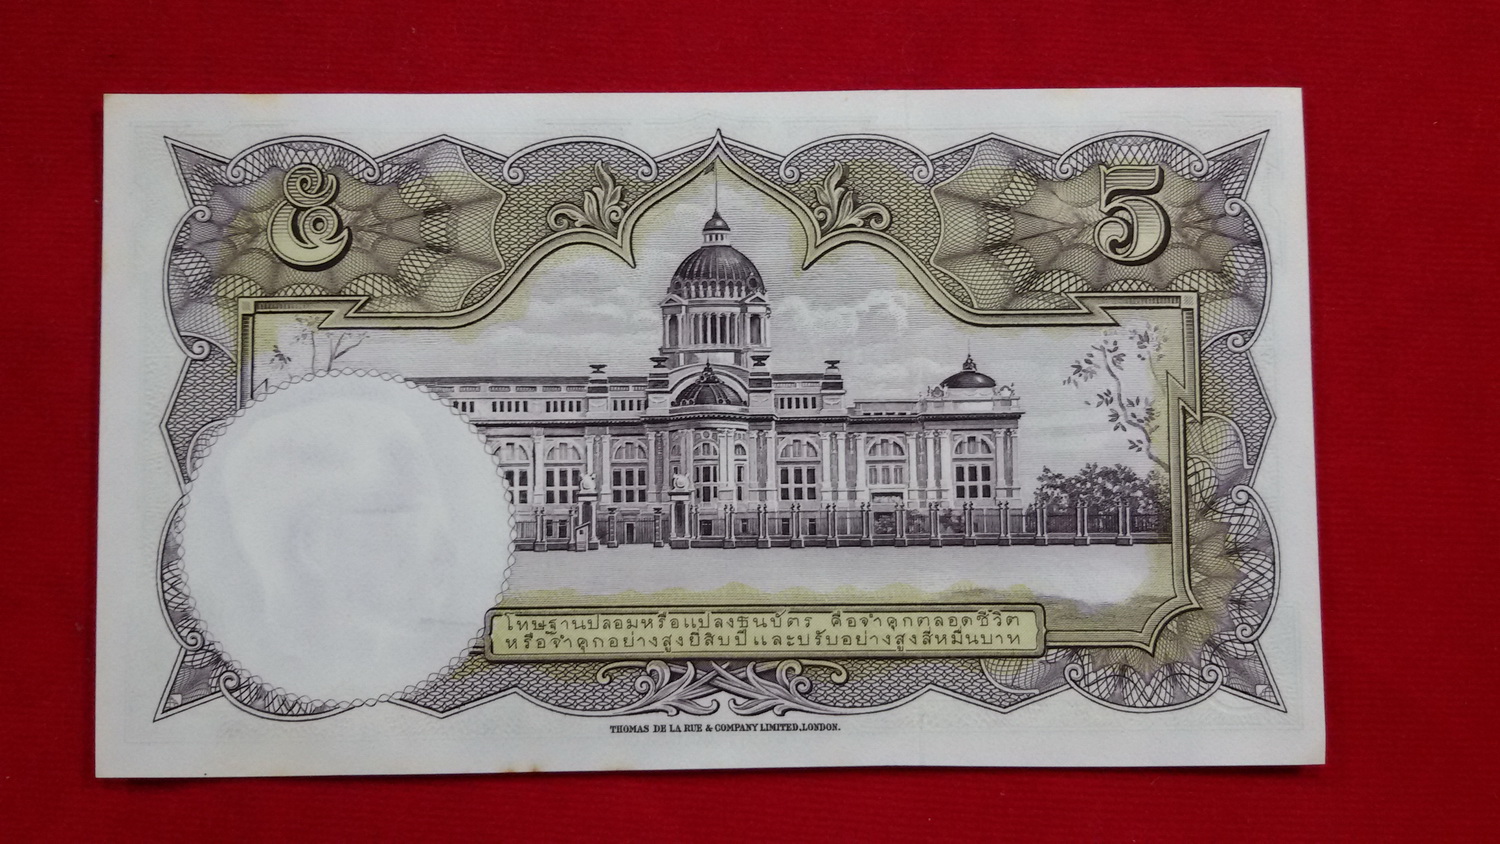 ๕
5
โทษฐานปลอมหรือแปลงธนบัตร คือจำคุกตลอดชีวิต
หรือจำคุกอย่างสูงยี่สิบปีและปรับอย่างสูงสี่หมื่นบาท
THOMAS DE LA RUE & COMPANY LIMITED, LONDON.